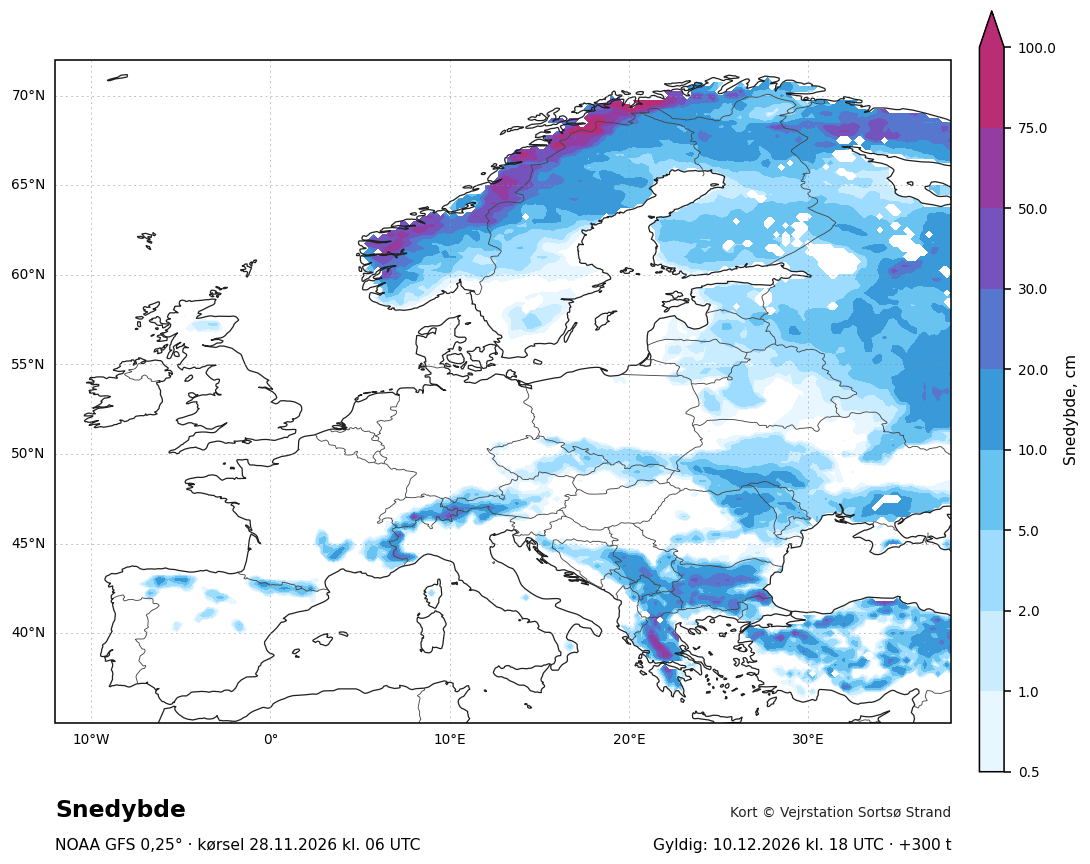 100.0
75.0
50.0
30.0
20.0
10.0
5.0
2.0
1.0
0.5
Snedybde, cm
70°N
65°N
60°N
55°N
50°N
45°N
40°N
10°W 0° 10°E 20°E 30°E
Snedybde
Kort © Vejrstation Sortsø Strand
NOAA GFS 0,25° · kørsel 28.11.2026 kl. 06 UTC
Gyldig: 10.12.2026 kl. 18 UTC · +300 t